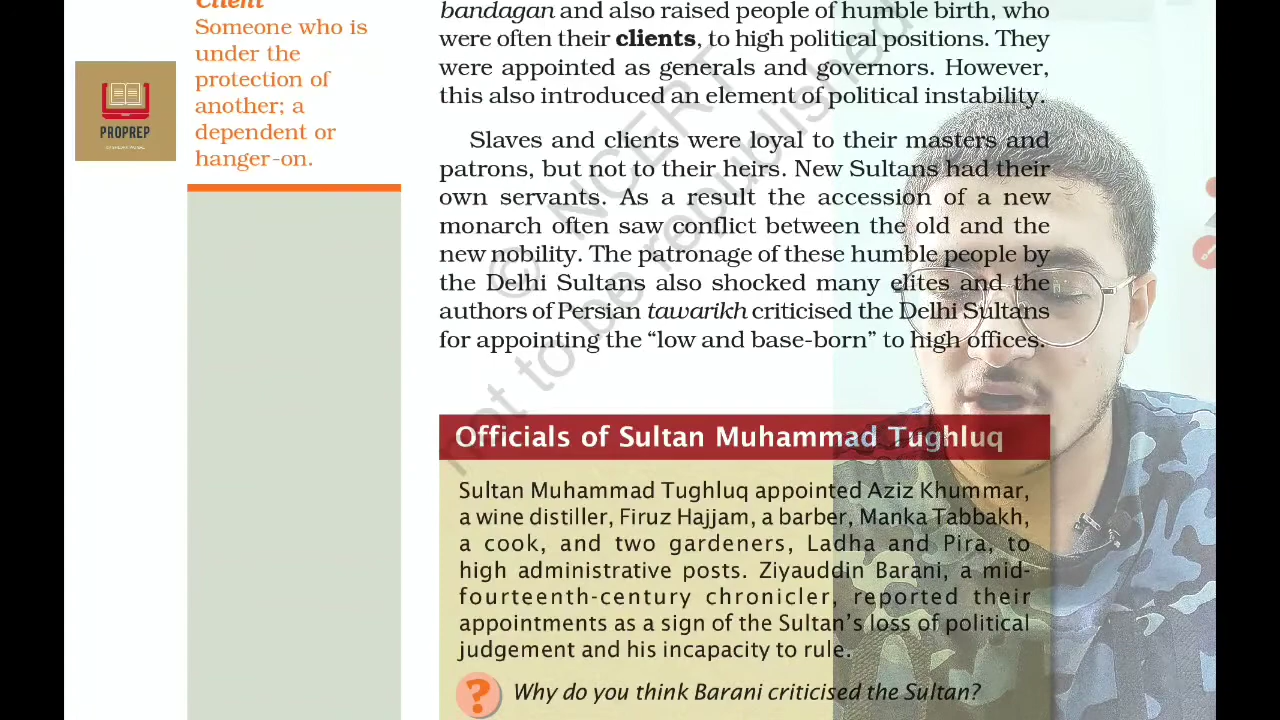 Client
Someone who is
under the
protection of
another; a
dependent or
hanger-on.
PROPREP
bandagan and also raised people of humble birth, who
were often their clients, to high political positions. They
were appointed as generals and governors. However,
this also introduced an element of political instability.
Slaves and clients were loyal to their masters and
patrons, but not to their heirs. New Sultans had their
own servants. As a result the accession of a new
monarch often saw conflict between the old and the
new nobility. The patronage of these humble people by
the Delhi Sultans also shocked many elites and the
authors of Persian tawarikh criticised the Delhi Sultans
for appointing the “low and base-born” to high offices.
© NCERT
not to be republished
Officials of Sultan Muhammad Tughluq
Sultan Muhammad Tughluq appointed Aziz Khummar,
a wine distiller, Firuz Hajjam, a barber, Manka Tabbakh,
a cook, and two gardeners, Ladha and Pira, to
high administrative posts. Ziyauddin Barani, a mid-
fourteenth-century chronicler, reported their
appointments as a sign of the Sultan’s loss of political
judgement and his incapacity to rule.
? Why do you think Barani criticised the Sultan?